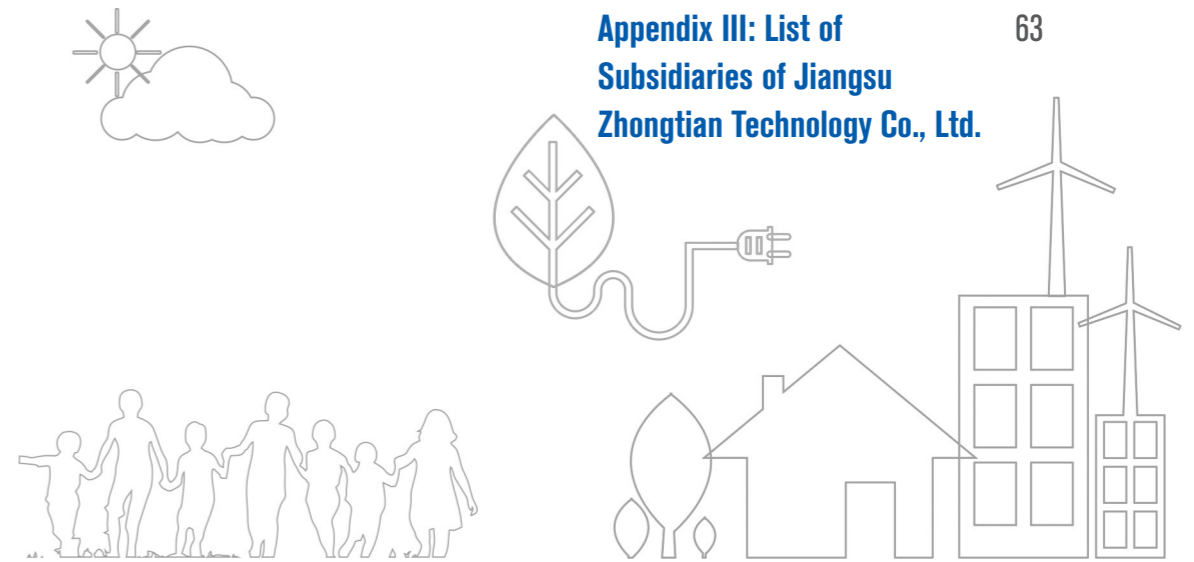 Appendix III: List of 63
Subsidiaries of Jiangsu
Zhongtian Technology Co., Ltd.